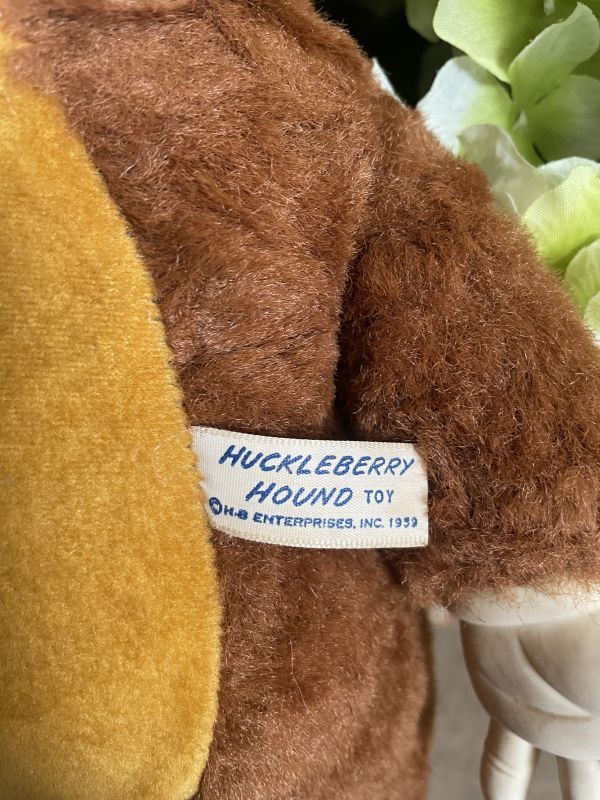 HUCKLEBERRY
HOUND TOY
©H-B ENTERPRISES, INC. 1959